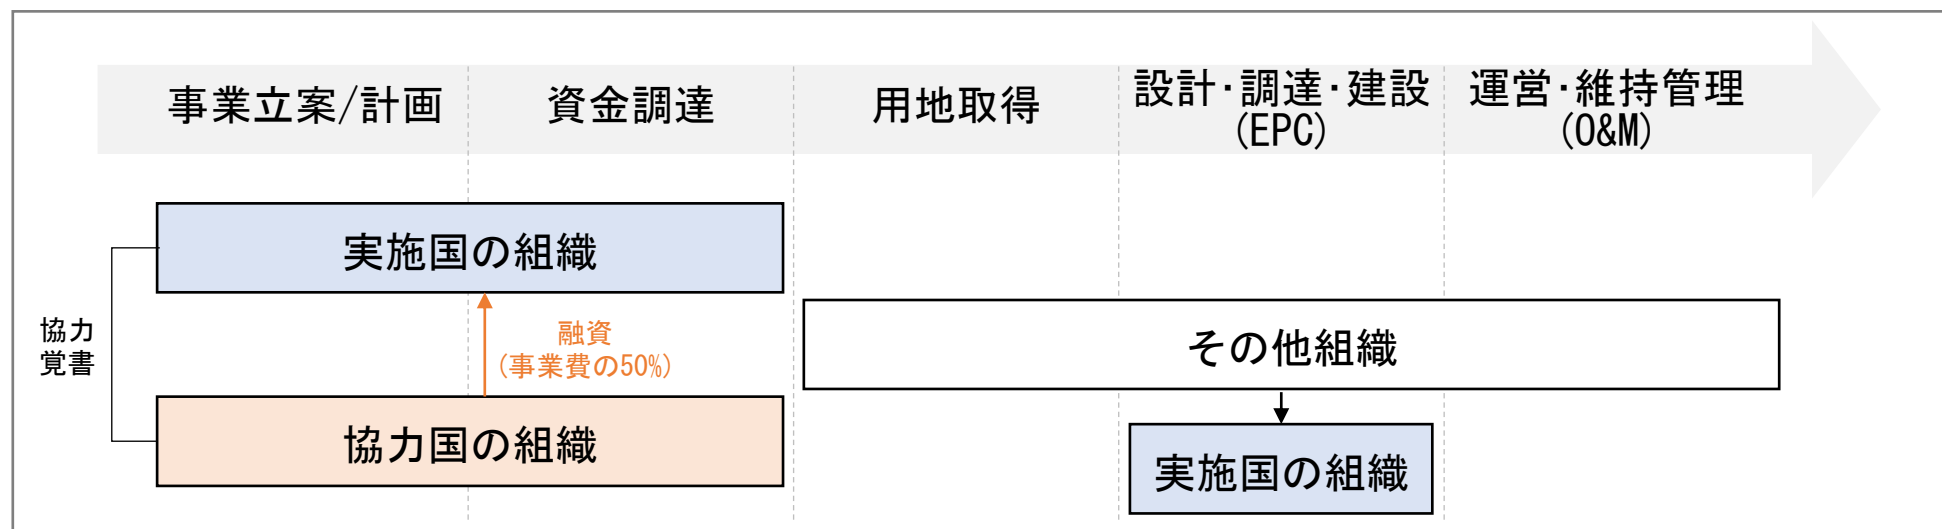 事業立案/計画
資金調達
用地取得
設計・調達・建設
(EPC)
運営・維持管理
(O&M)
実施国の組織
協力
覚書
融資
(事業費の50%)
その他組織
協力国の組織
実施国の組織